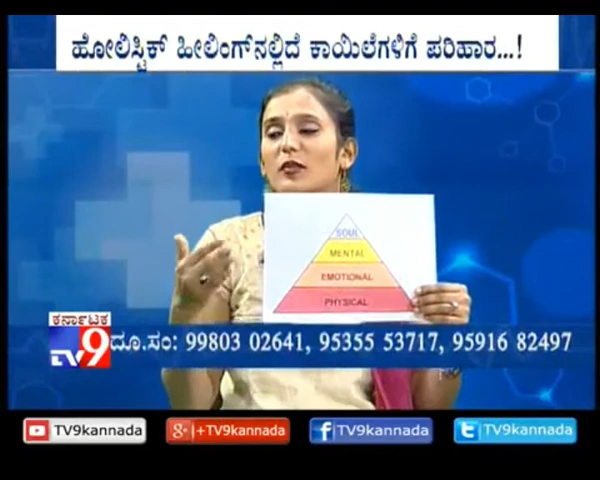 ಹೋಲಿಸ್ಟಿಕ್ ಹೀಲಿಂಗ್‌ನಲ್ಲಿದೆ ಕಾಯಿಲೆಗಳಿಗೆ ಪರಿಹಾರ...!
SOUL
MENTAL
EMOTIONAL
PHYSICAL
ಕರ್ನಾಟಕ
TV9
ದೂ.ಸಂ: 99803 02641, 95355 53717, 95916 82497
TV9kannada
g+ +TV9kannada
f TV9kannada
TV9kannada